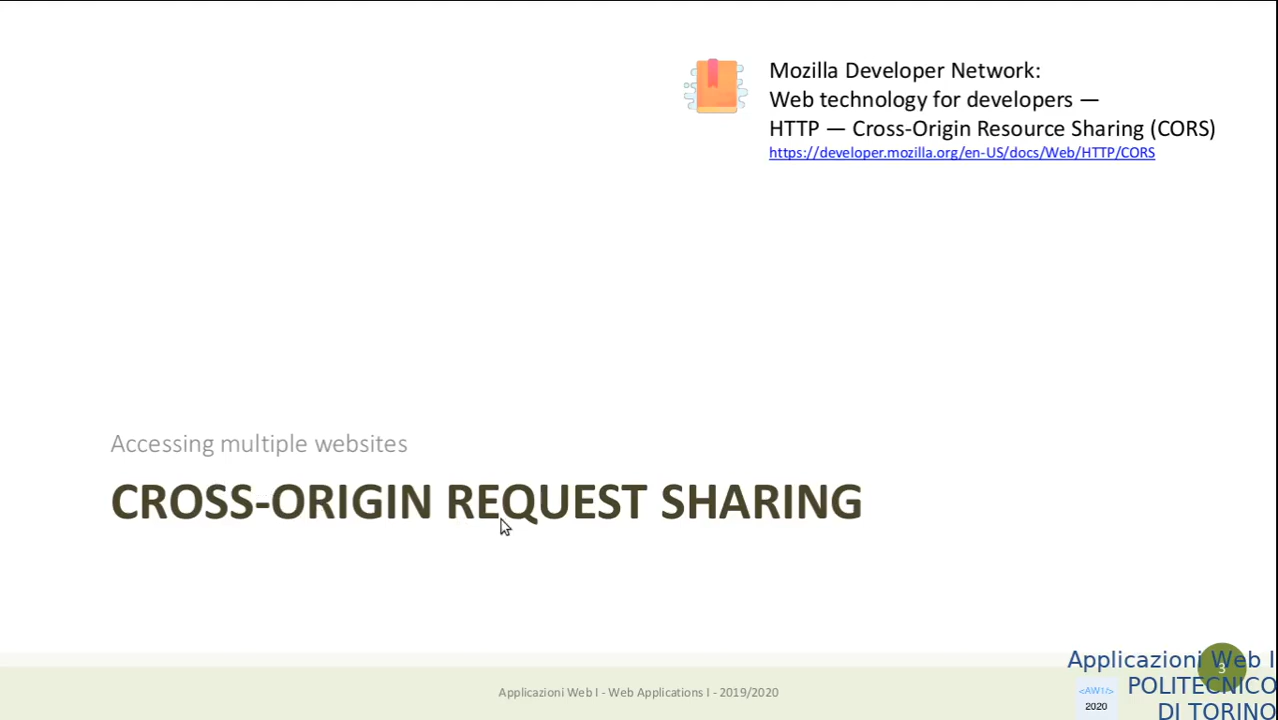 Mozilla Developer Network:
Web technology for developers —
HTTP — Cross-Origin Resource Sharing (CORS)
https://developer.mozilla.org/en-US/docs/Web/HTTP/CORS
Accessing multiple websites
CROSS-ORIGIN REQUEST SHARING
Applicazioni Web I - Web Applications I - 2019/2020
3
Applicazioni Web I
POLITECNICO
DI TORINO
<AW1/>
2020